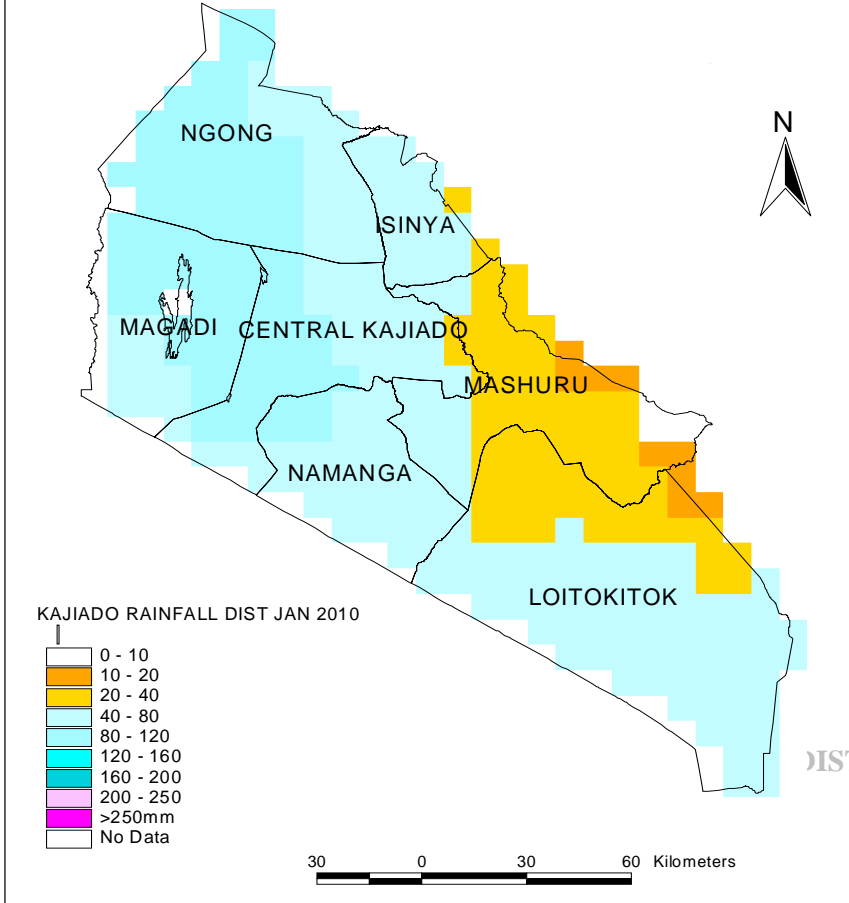 N
NGONG
ISINYA
MAGADI
CENTRAL KAJIADO
MASHURU
NAMANGA
LOITOKITOK
KAJIADO RAINFALL DIST JAN 2010
0 - 10
10 - 20
20 - 40
40 - 80
80 - 120
120 - 160
160 - 200
200 - 250
>250mm
No Data
DIST
30 0 30 60 Kilometers